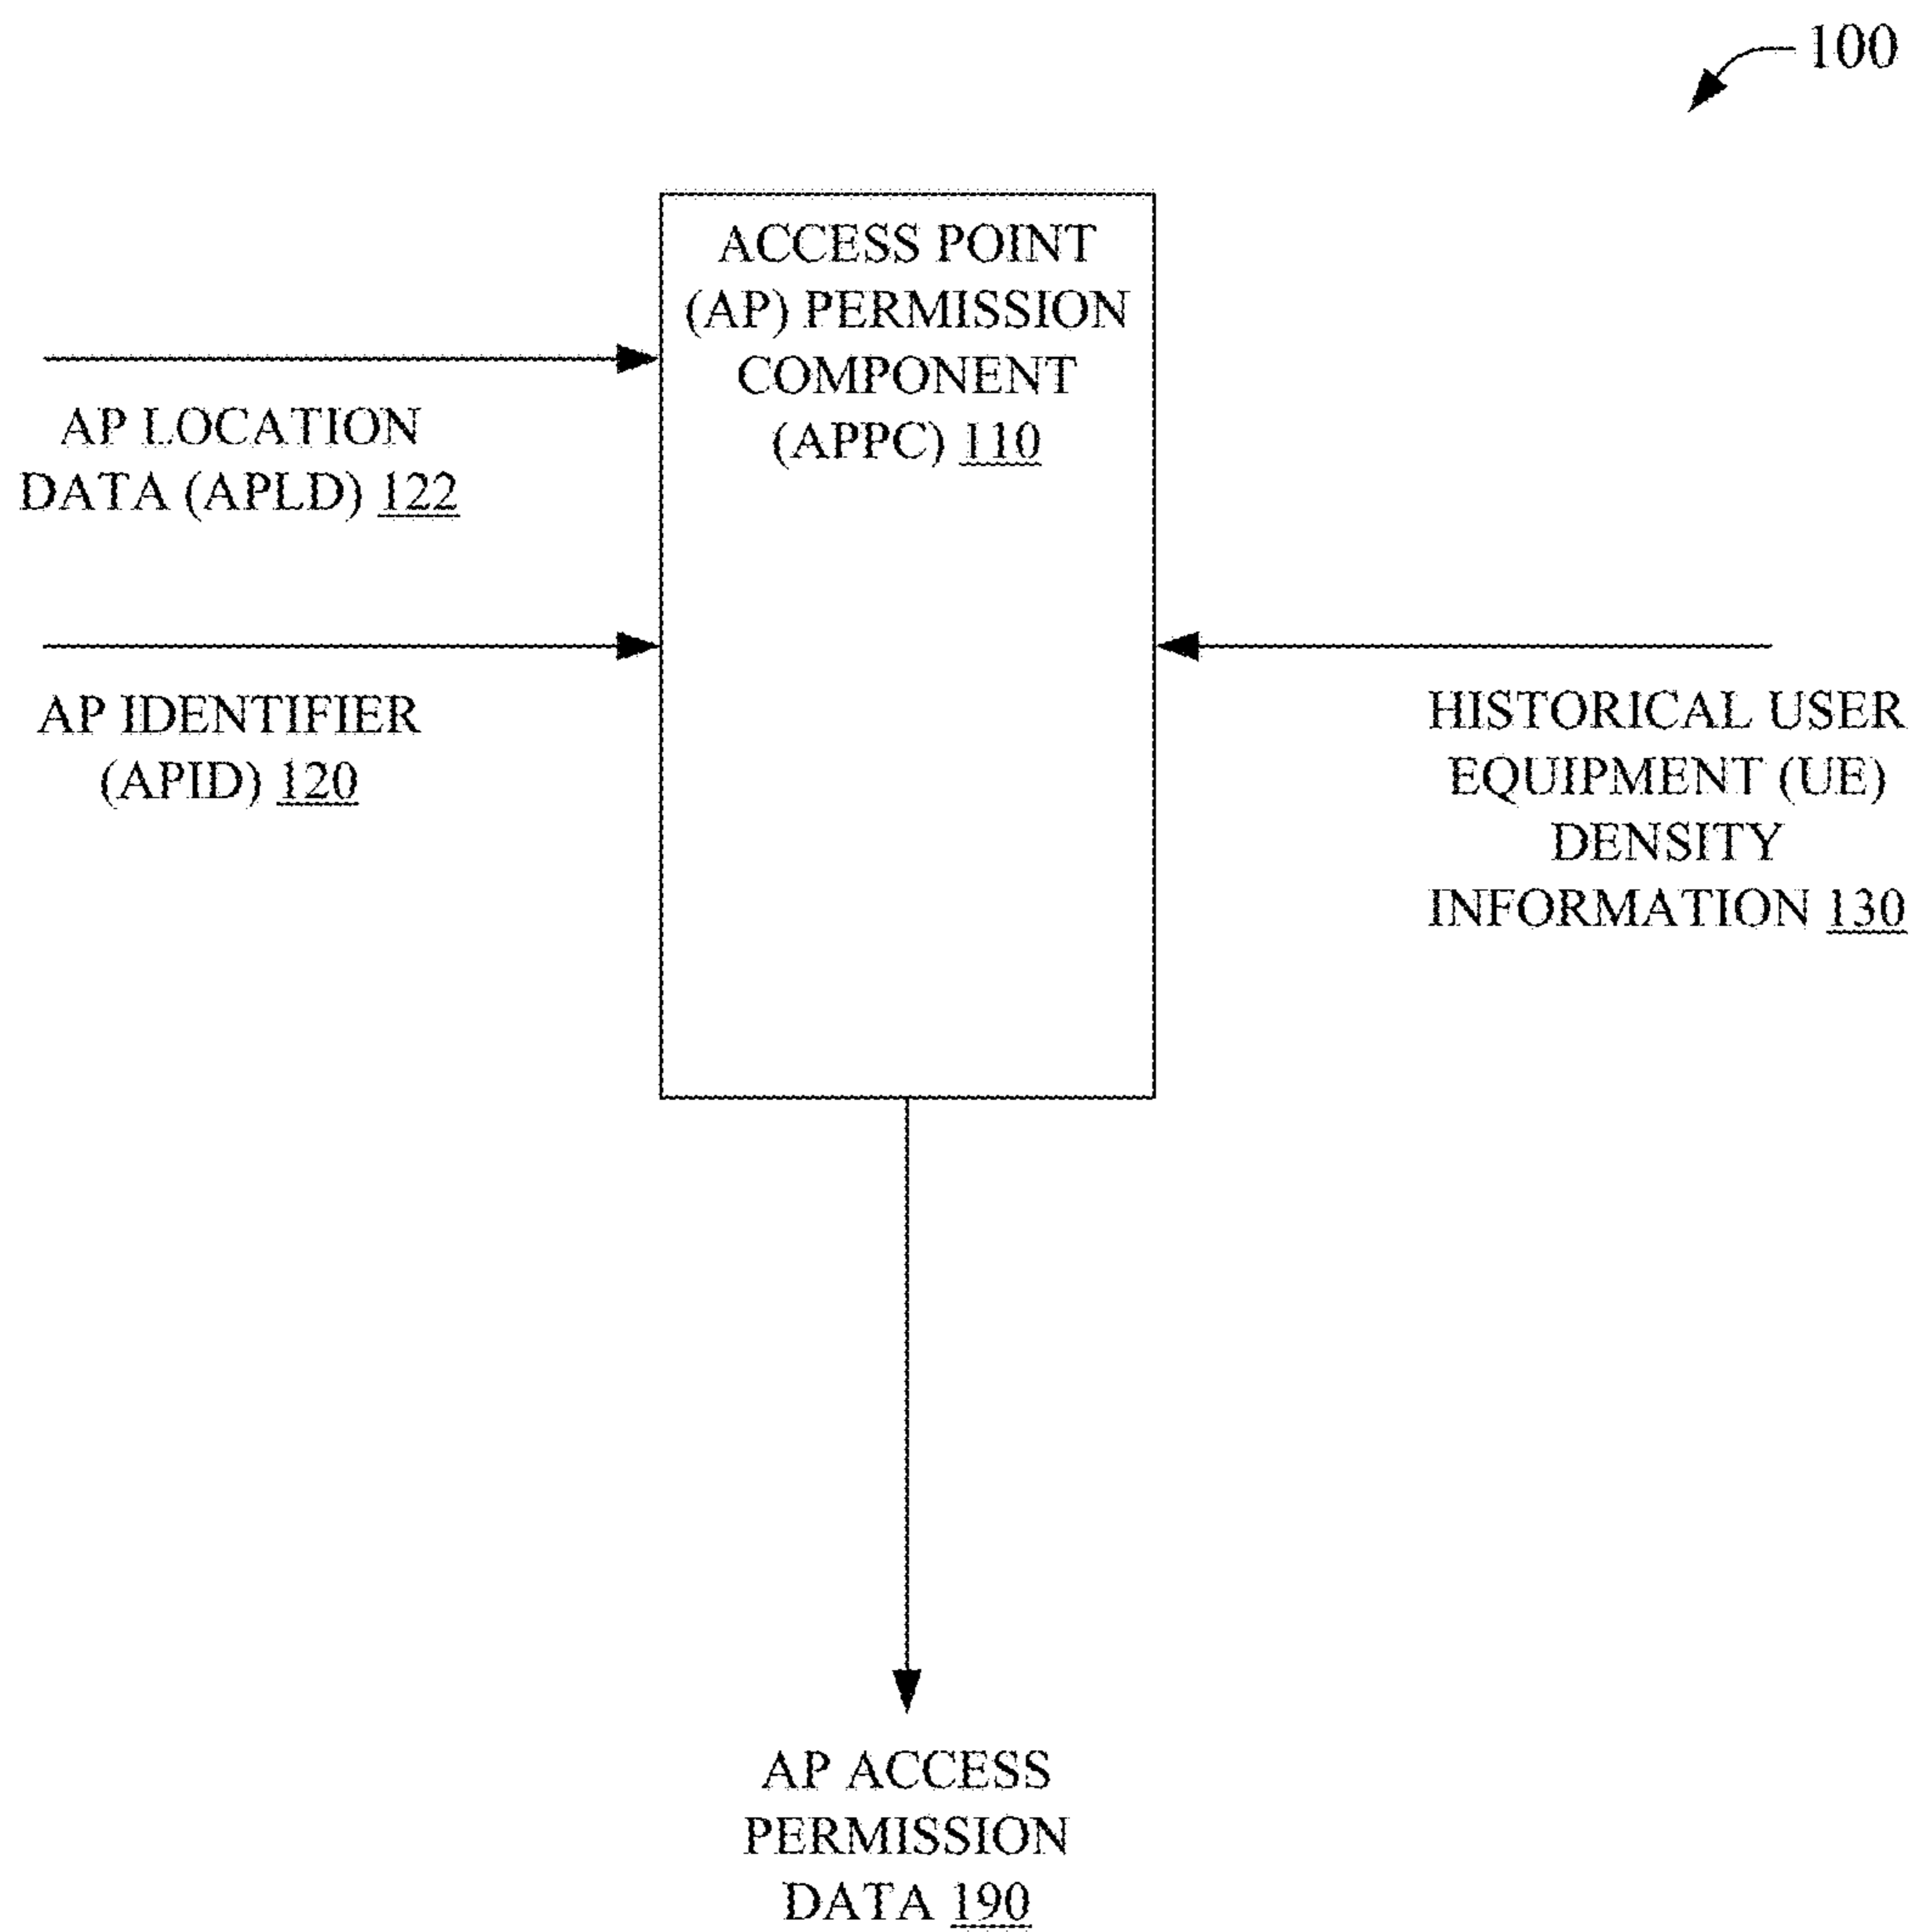 100
ACCESS POINT
(AP) PERMISSION
COMPONENT
(APPC) 110
AP LOCATION
DATA (APLD) 122
AP IDENTIFIER
(APID) 120
HISTORICAL USER
EQUIPMENT (UE)
DENSITY
INFORMATION 130
AP ACCESS
PERMISSION
DATA 190